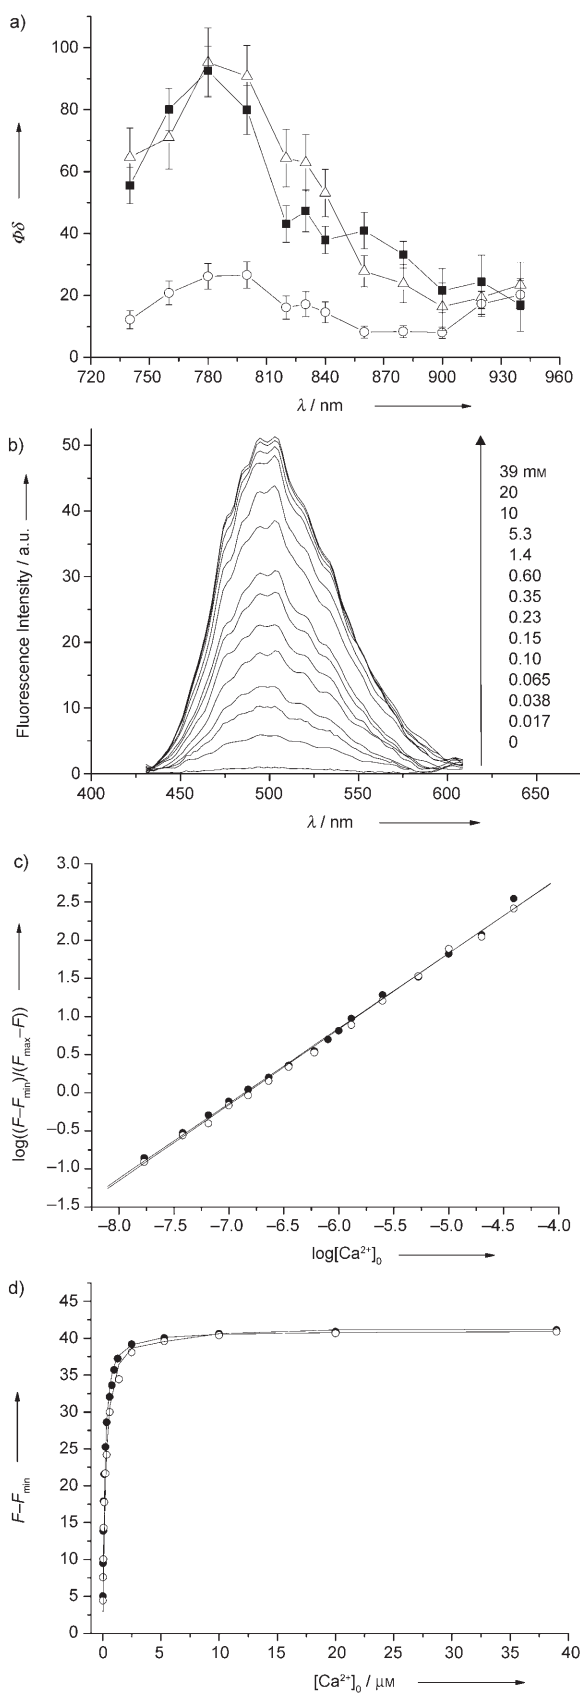 a)
100
80
60
40
20
0
Φδ
720 750 780 810 840 870 900 930 960
λ / nm
b)
50
40
30
20
10
0
Fluorescence Intensity / a.u.
39 mM
20
10
5.3
1.4
0.60
0.35
0.23
0.15
0.10
0.065
0.038
0.017
0
400 450 500 550 600 650
λ / nm
c)
3.0
2.5
2.0
1.5
1.0
0.5
0.0
−0.5
−1.0
−1.5
log((F−Fmin)/(Fmax−F))
−8.0 −7.5 −7.0 −6.5 −6.0 −5.5 −5.0 −4.5 −4.0
log[Ca2+]0
d)
45
40
35
30
25
20
15
10
5
0
F−Fmin
0 5 10 15 20 25 30 35 40
[Ca2+]0 / μM